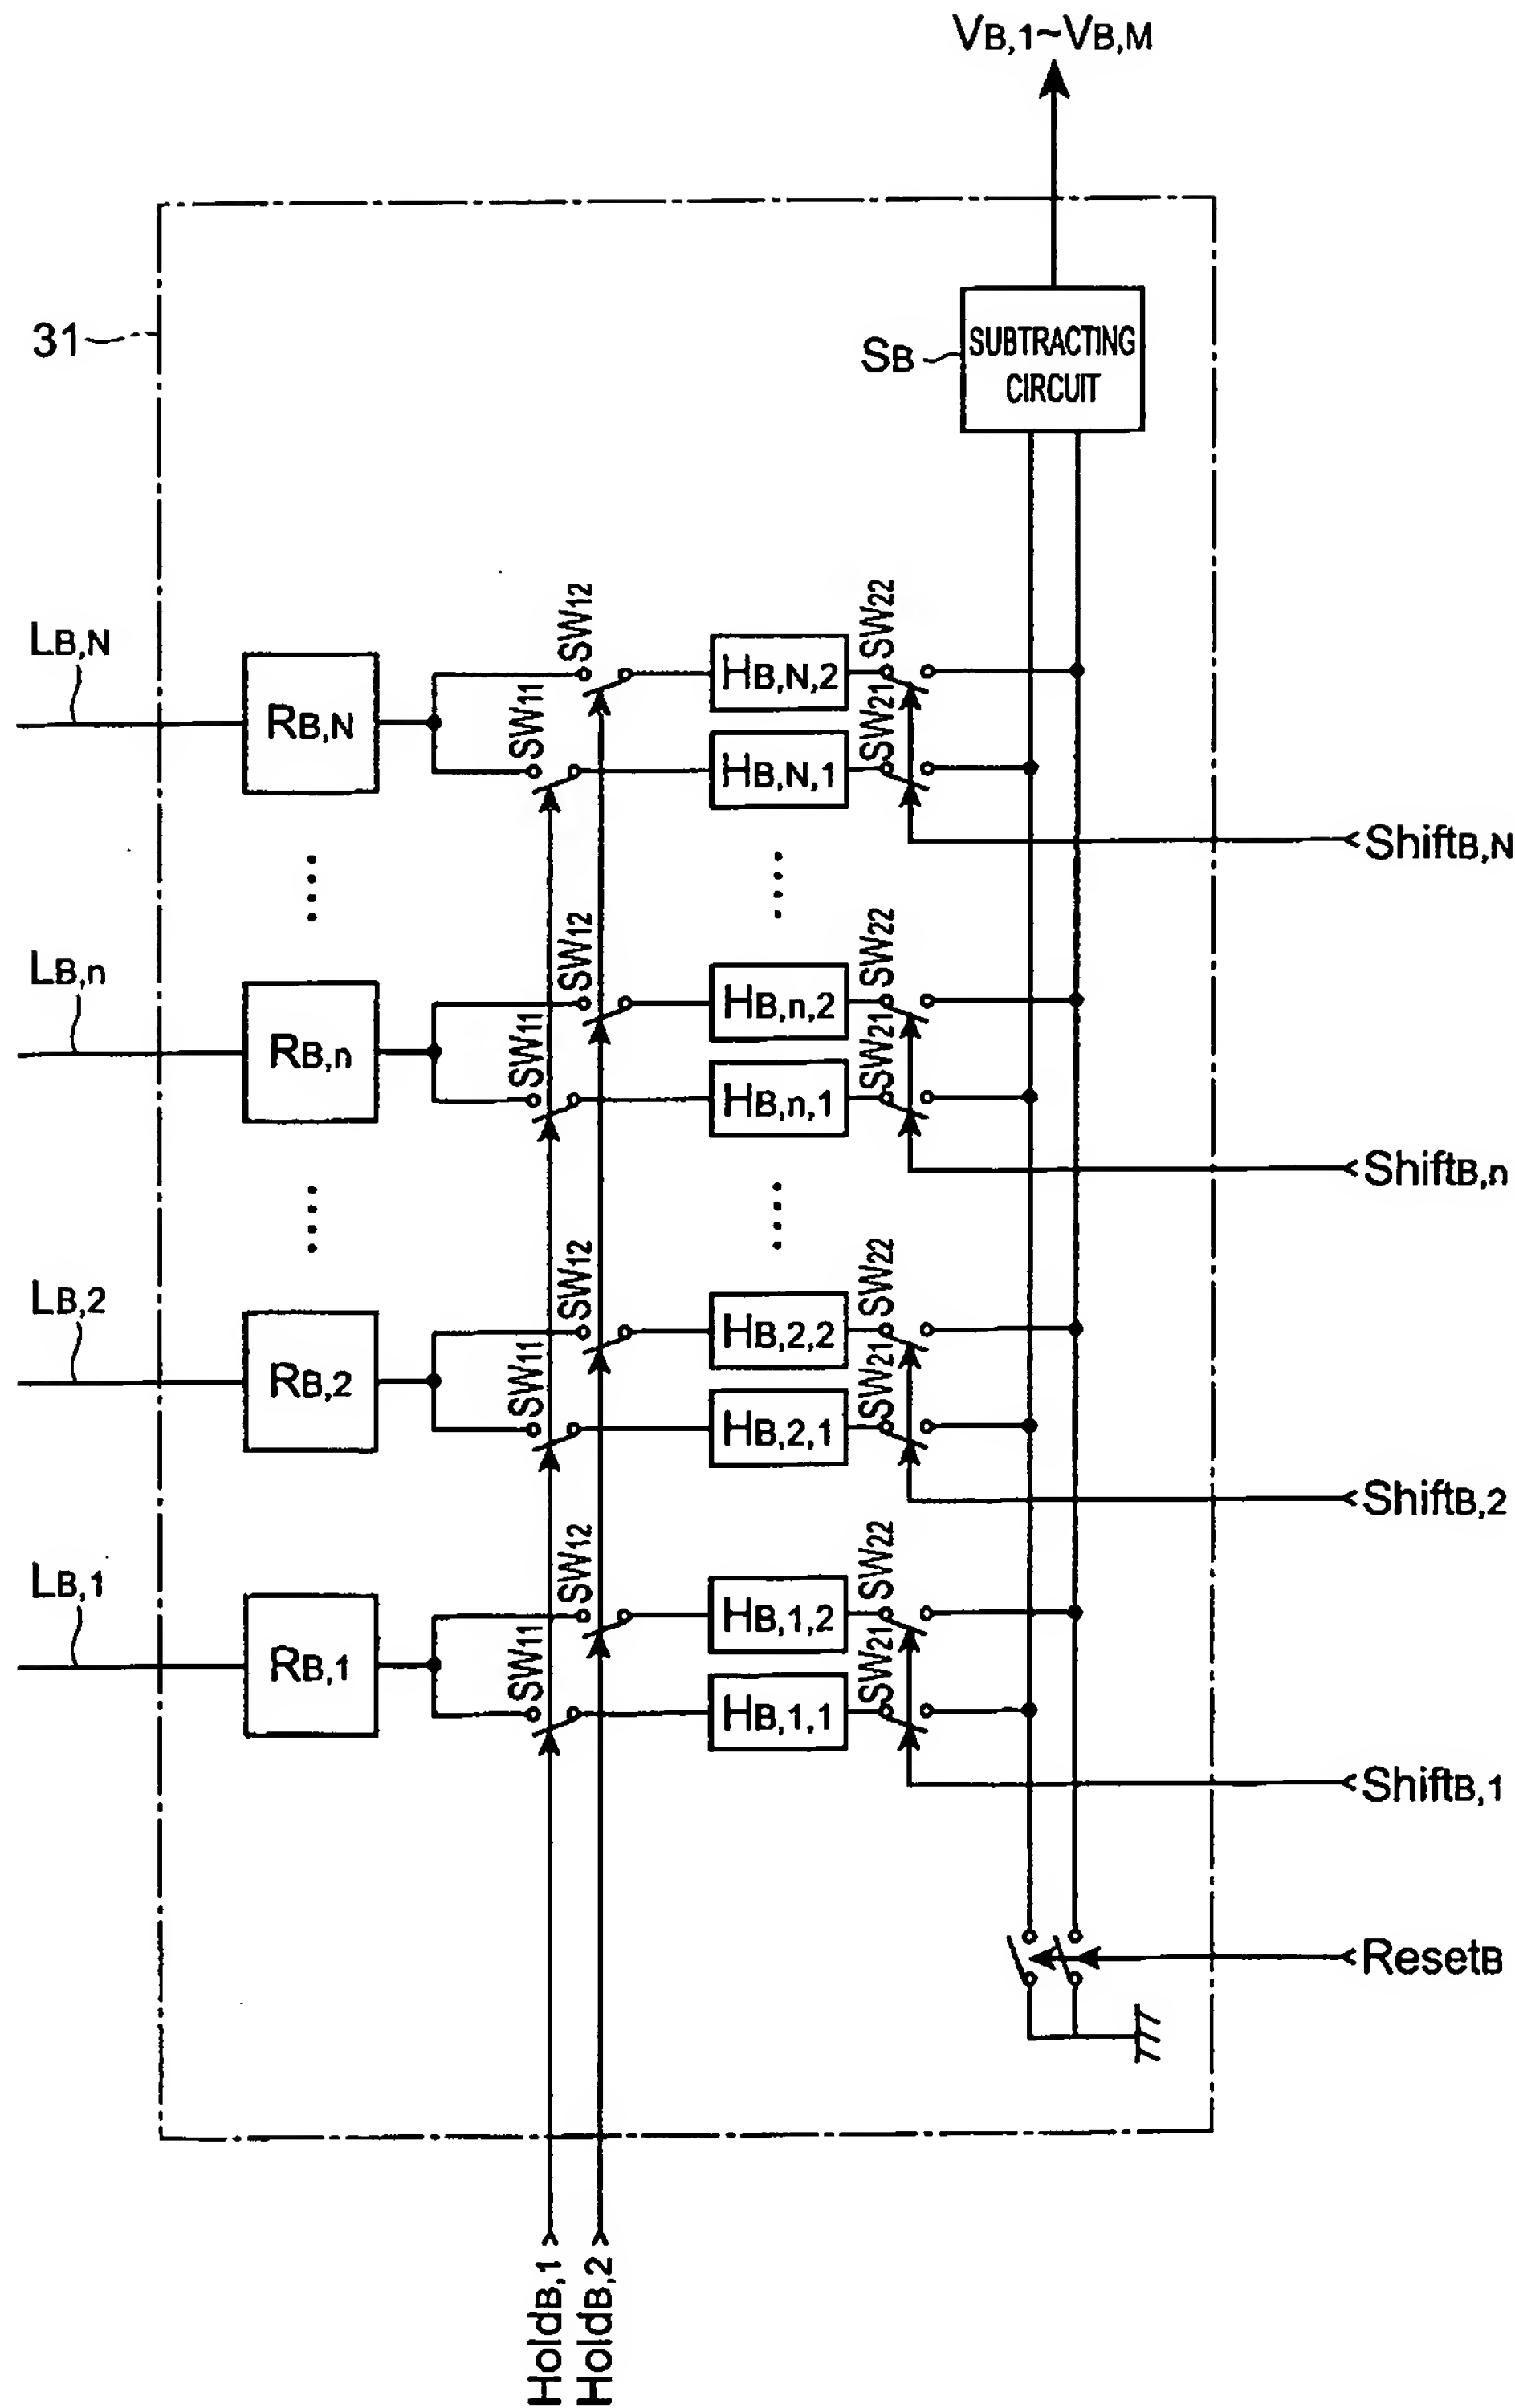 VB,1~VB,M
31
SB
SUBTRACTING
CIRCUIT
LB,N
RB,N
SW11
SW12
HB,N,2
HB,N,1
SW22
SW21
ShiftB,N
LB,n
RB,n
SW11
SW12
HB,n,2
HB,n,1
SW22
SW21
ShiftB,n
LB,2
RB,2
SW11
SW12
HB,2,2
HB,2,1
SW22
SW21
ShiftB,2
LB,1
RB,1
SW11
SW12
HB,1,2
HB,1,1
SW22
SW21
ShiftB,1
ResetB
HoldB,1
HoldB,2